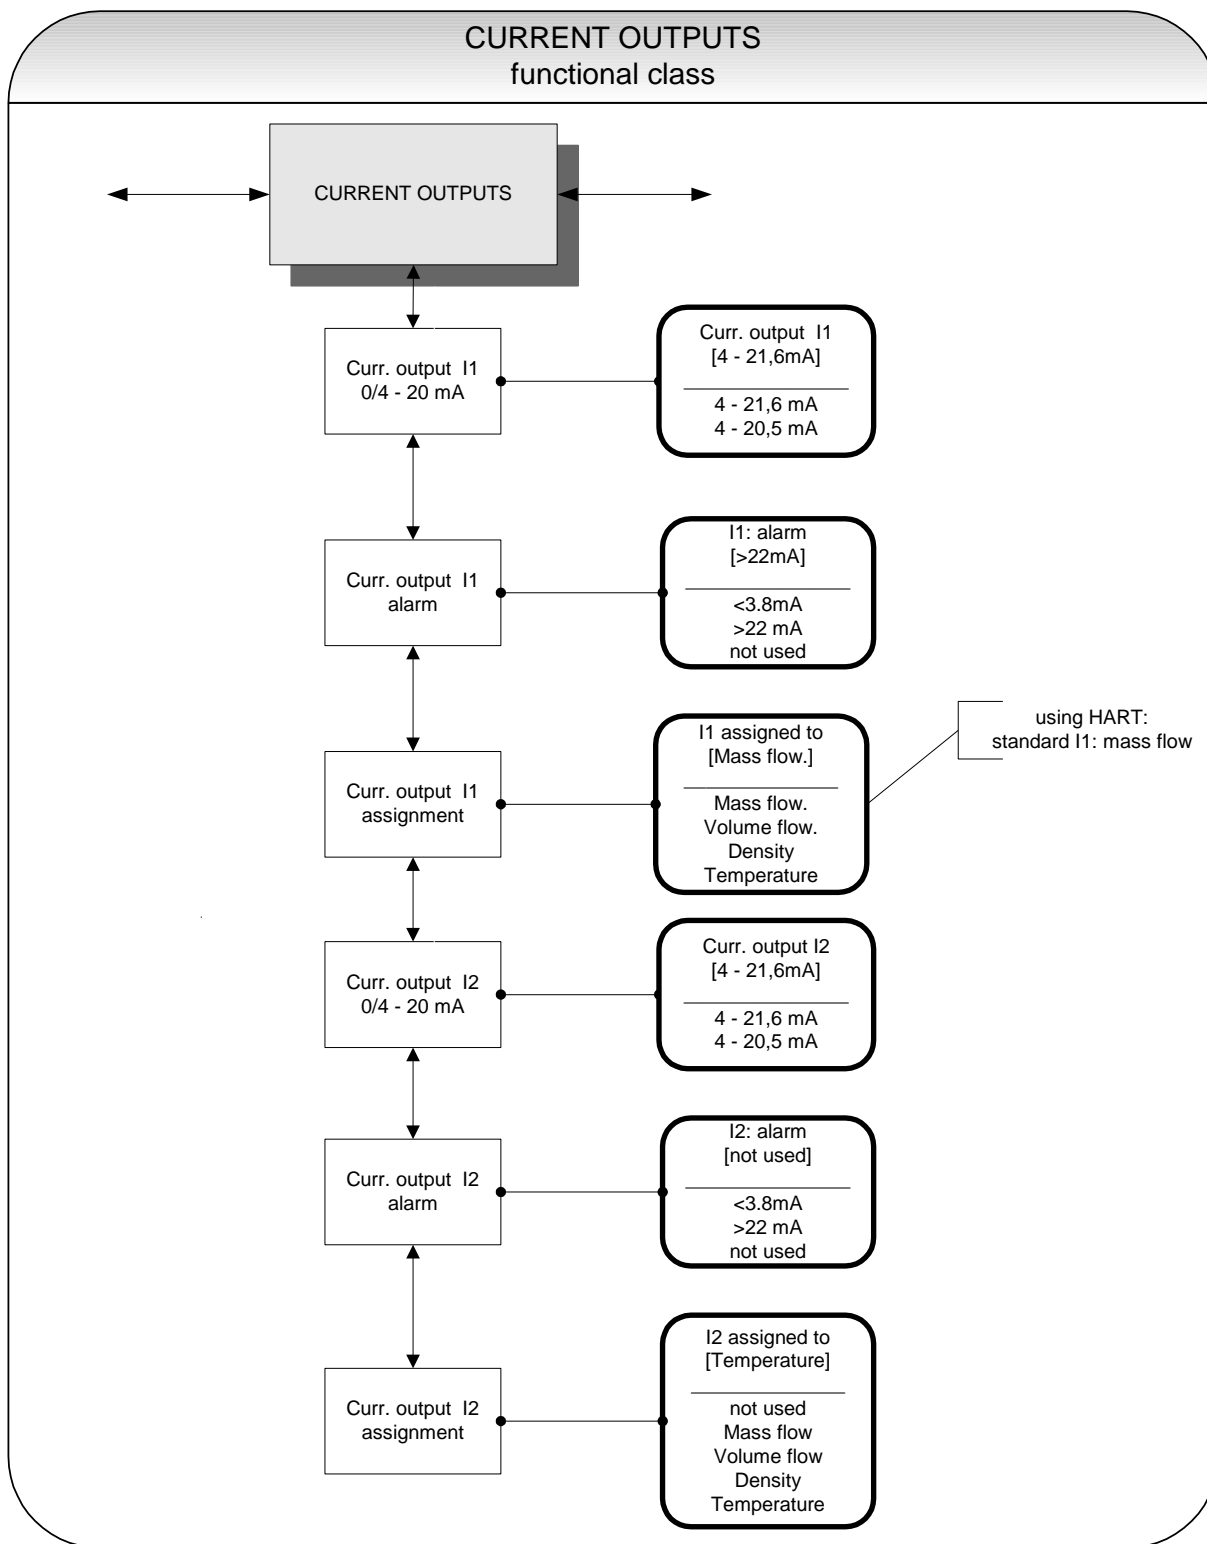 CURRENT OUTPUTS
functional class
CURRENT OUTPUTS
Curr. output I1
0/4 - 20 mA
Curr. output I1
[4 - 21,6mA]
4 - 21,6 mA
4 - 20,5 mA
Curr. output I1
alarm
I1: alarm
[>22mA]
<3.8mA
>22 mA
not used
Curr. output I1
assignment
I1 assigned to
[Mass flow.]
Mass flow.
Volume flow.
Density
Temperature
using HART:
standard I1: mass flow
Curr. output I2
0/4 - 20 mA
Curr. output I2
[4 - 21,6mA]
4 - 21,6 mA
4 - 20,5 mA
Curr. output I2
alarm
I2: alarm
[not used]
<3.8mA
>22 mA
not used
Curr. output I2
assignment
I2 assigned to
[Temperature]
not used
Mass flow
Volume flow
Density
Temperature